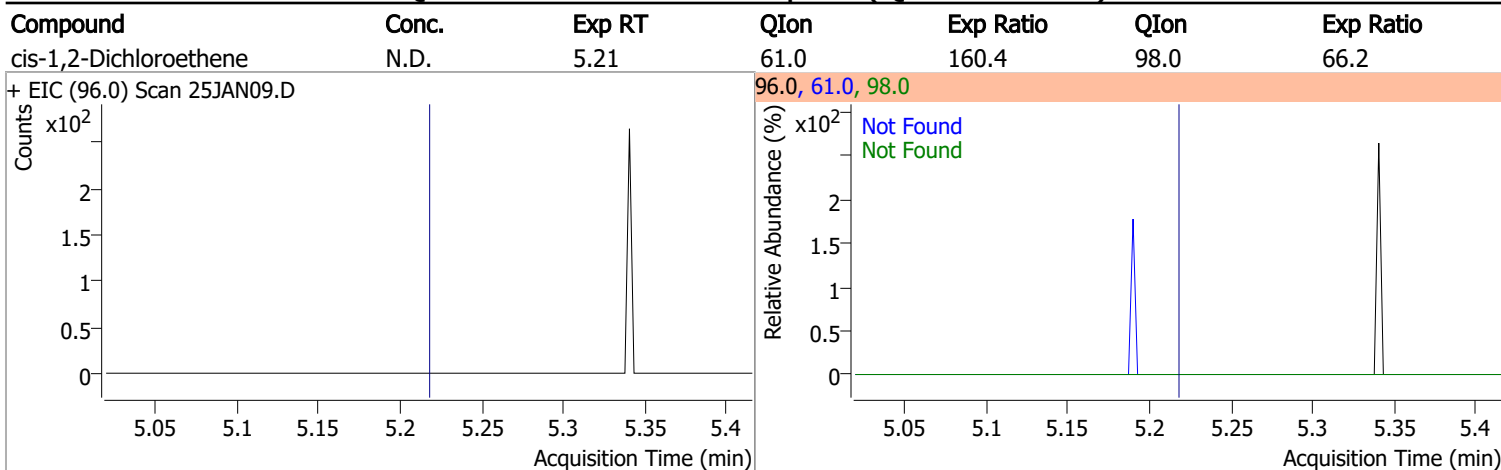 Compound Conc. Exp RT QIon Exp Ratio QIon Exp Ratio
cis-1,2-Dichloroethene N.D. 5.21 61.0 160.4 98.0 66.2
+ EIC (96.0) Scan 25JAN09.D
Counts
x10²
2
1.5
1
0.5
0
5.05 5.1 5.15 5.2 5.25 5.3 5.35 5.4
Acquisition Time (min)
96.0, 61.0, 98.0
Relative Abundance (%)
x10²
Not Found
Not Found
2
1.5
1
0.5
0
5.05 5.1 5.15 5.2 5.25 5.3 5.35 5.4
Acquisition Time (min)